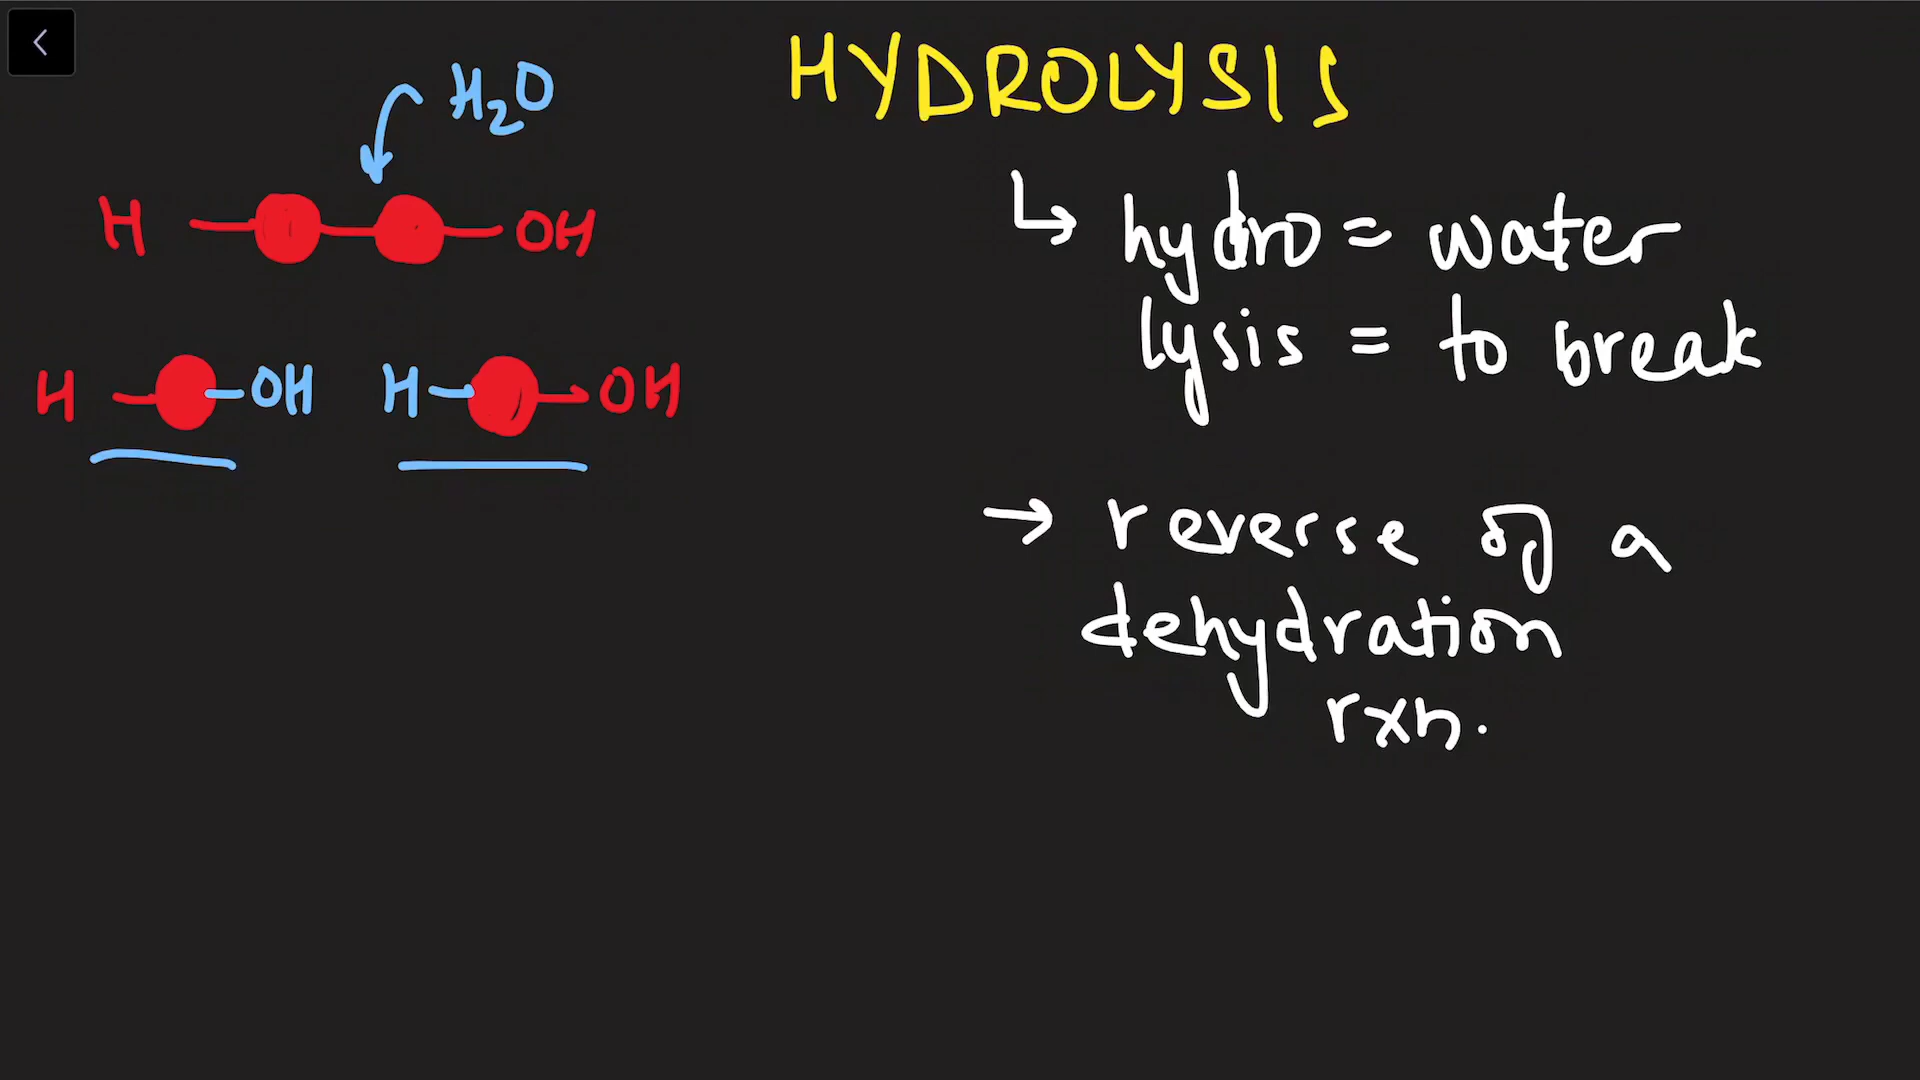 HYDROLYSIS
H₂O
H — — — OH
H — — OH H — — OH
↳ hydro = water
lysis = to break
→ reverse of a
dehydration
rxn.